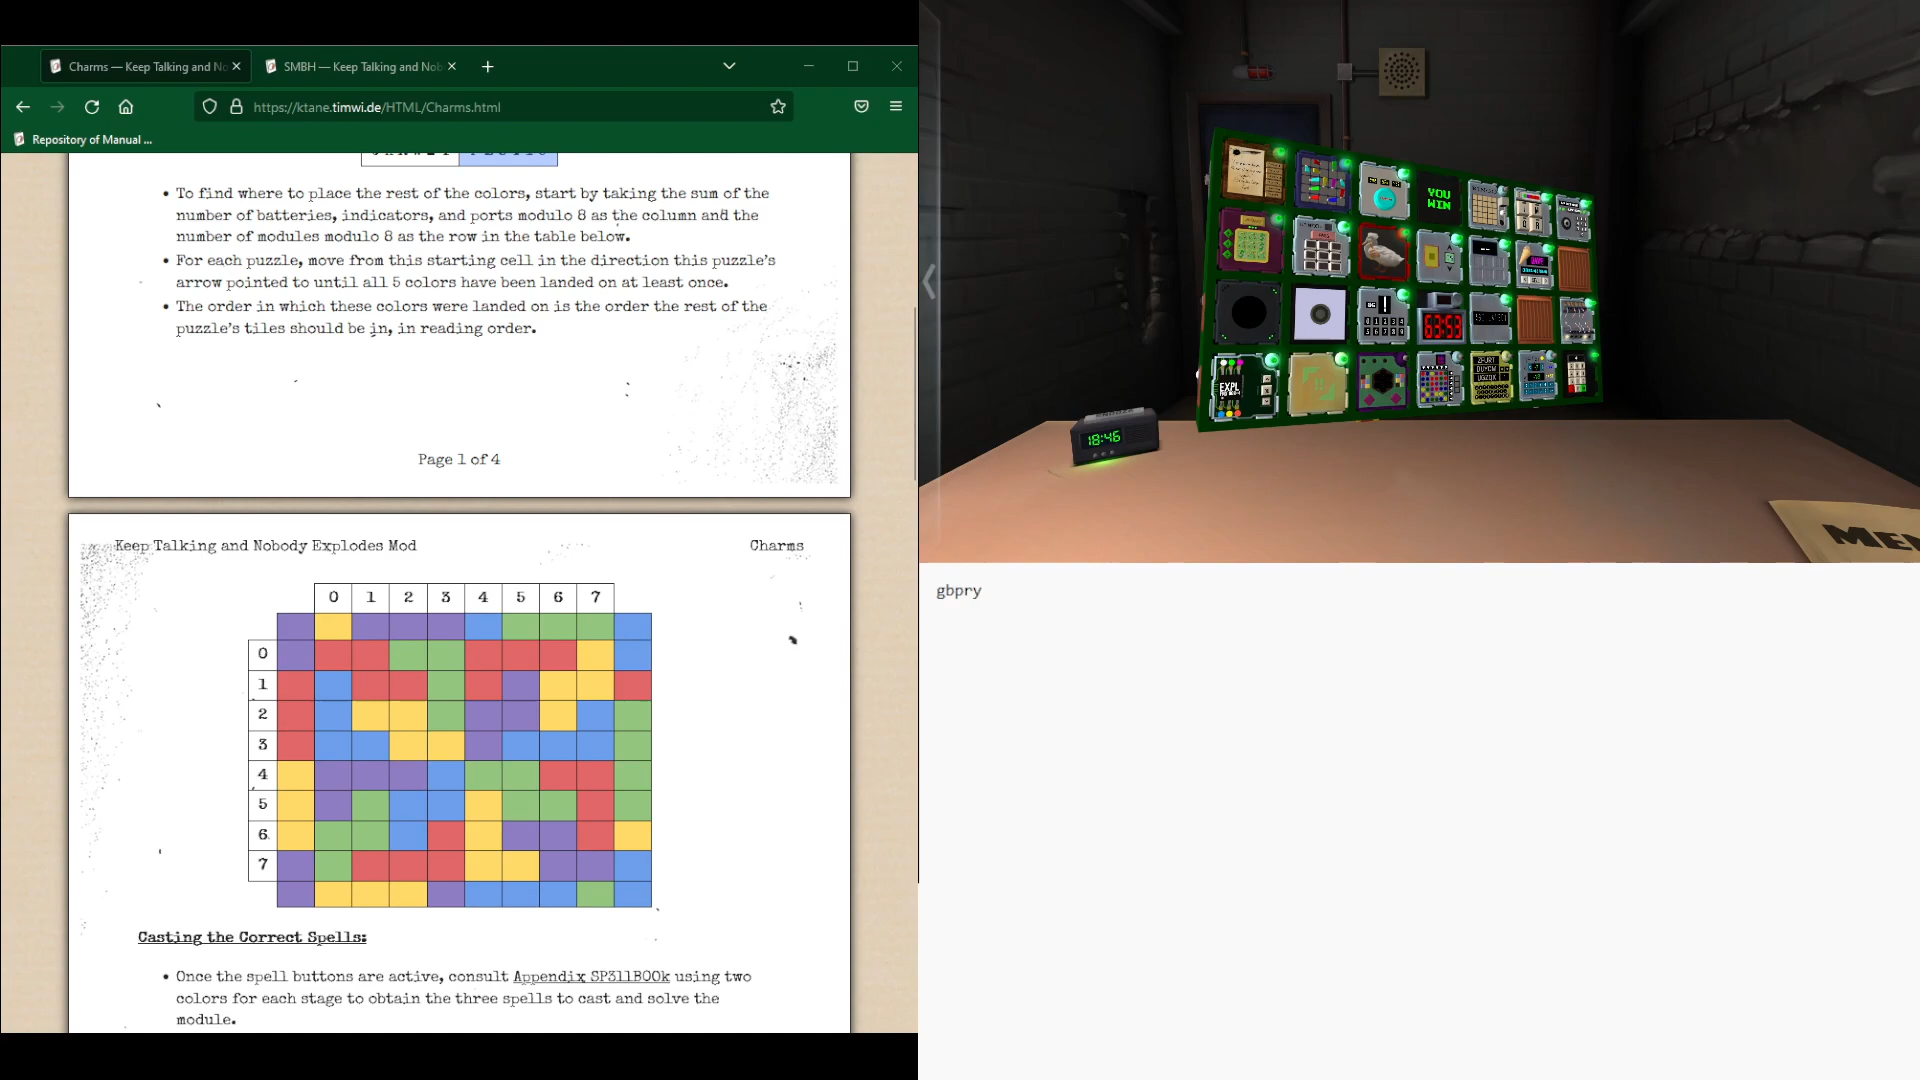 Charms — Keep Talking and No
SMBH — Keep Talking and Nob
https://ktane.timwi.de/HTML/Charms.html
Repository of Manual ...
• To find where to place the rest of the colors, start by taking the sum of the
number of batteries, indicators, and ports modulo 8 as the column and the
number of modules modulo 8 as the row in the table below.
• For each puzzle, move from this starting cell in the direction this puzzle's
arrow pointed to until all 5 colors have been landed on at least once.
• The order in which these colors were landed on is the order the rest of the
puzzle's tiles should be in, in reading order.
Page 1 of 4
Keep Talking and Nobody Explodes Mod
Charms
0 1 2 3 4 5 6 7
0
1
2
3
4
5
6
7
Casting the Correct Spells:
• Once the spell buttons are active, consult Appendix SP3llBOOk using two
colors for each stage to obtain the three spells to cast and solve the
module.
YOU
WIN
EXPL
18:46
gbpry